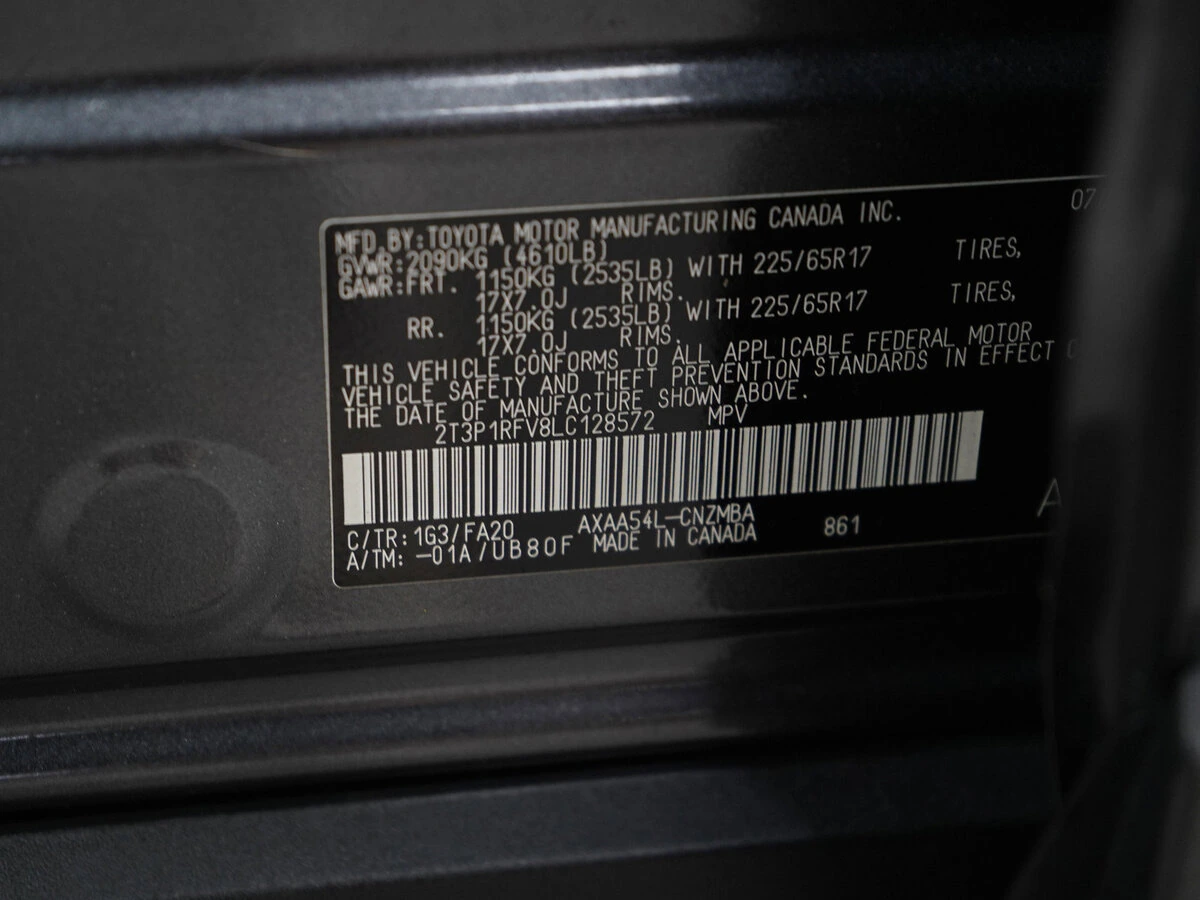 07
MFD.BY:TOYOTA MOTOR MANUFACTURING CANADA INC.
GVWR:2090KG (4610LB)
GAWR:FRT. 1150KG (2535LB) WITH 225/65R17 TIRES,
17X7.0J RIMS.
RR. 1150KG (2535LB) WITH 225/65R17 TIRES,
17X7.0J RIMS.
THIS VEHICLE CONFORMS TO ALL APPLICABLE FEDERAL MOTOR
VEHICLE SAFETY AND THEFT PREVENTION STANDARDS IN EFFECT
THE DATE OF MANUFACTURE SHOWN ABOVE.
2T3P1RFV8LC128572 MPV
C/TR:1G3/FA20 AXAA54L-CNZMBA 861 A
A/TM: -01A/UB80F MADE IN CANADA